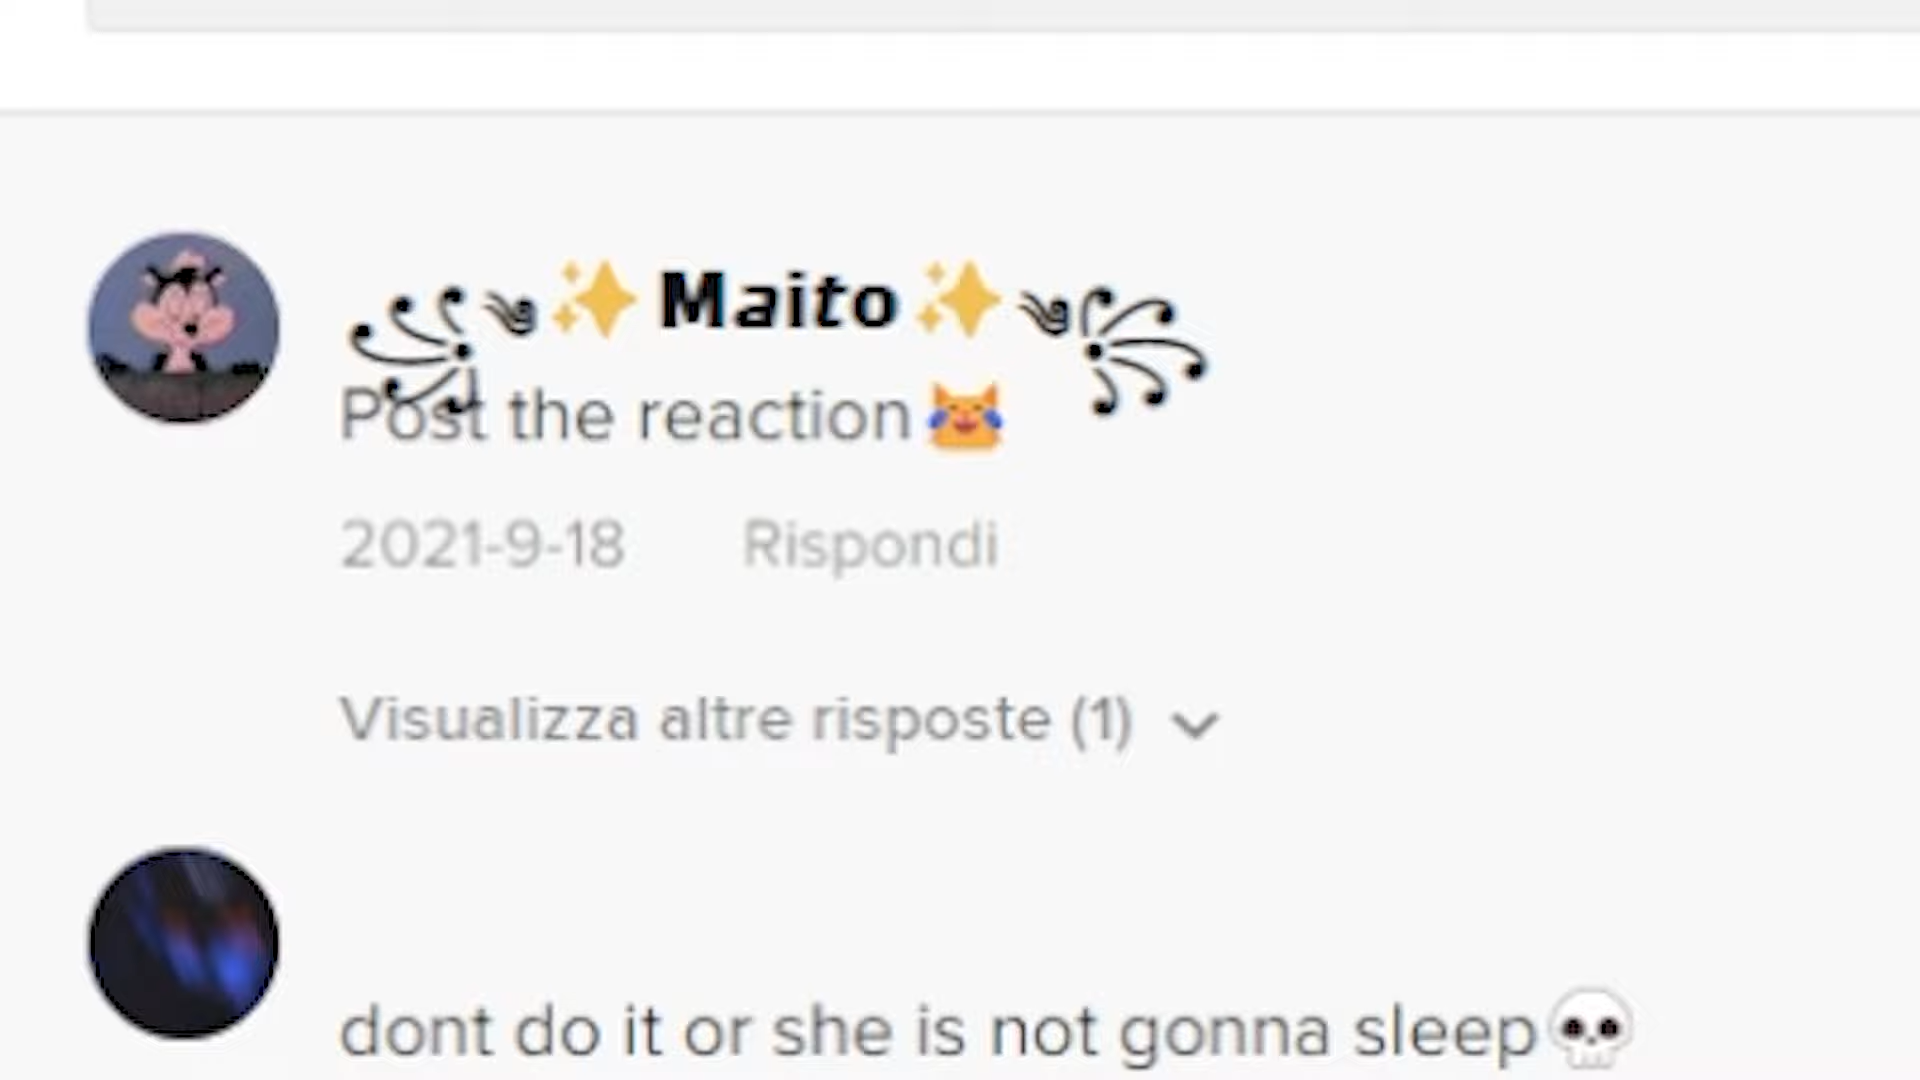 ꧁༺✨Maito✨༻꧂
Post the reaction😹
2021-9-18 Rispondi
Visualizza altre risposte (1)
dont do it or she is not gonna sleep💀